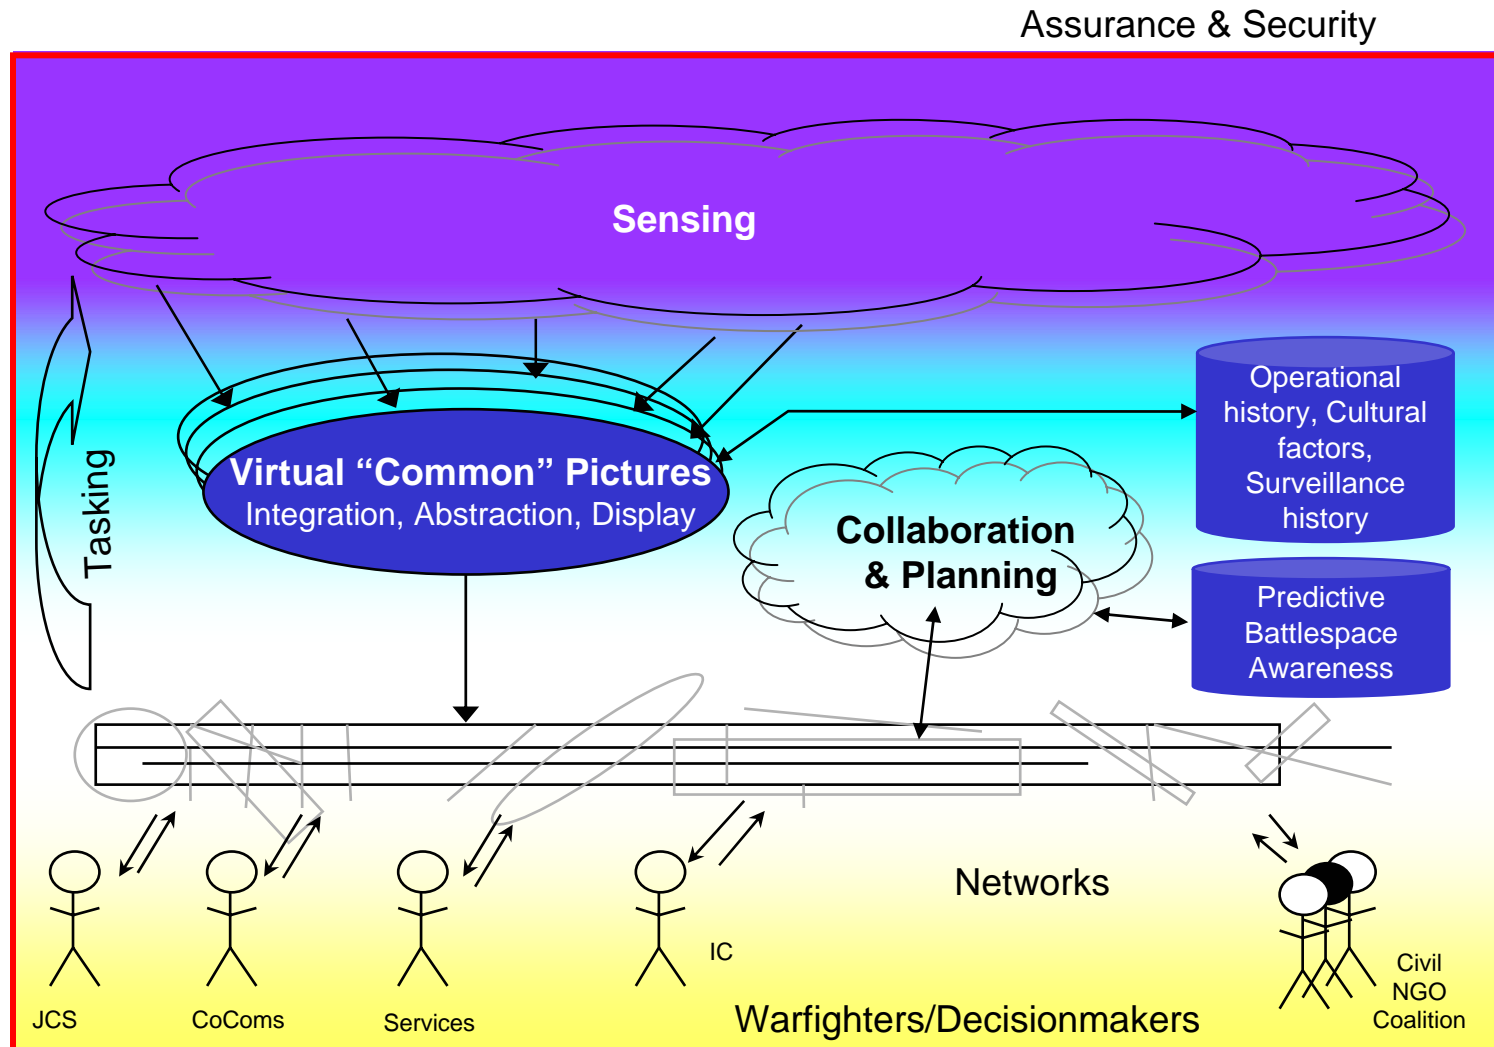 Assurance & Security
Sensing
Tasking
Virtual “Common” Pictures
Integration, Abstraction, Display
Operational
history, Cultural
factors,
Surveillance
history
Collaboration
& Planning
Predictive
Battlespace
Awareness
Networks
IC
JCS
CoComs
Services
Warfighters/Decisionmakers
Civil
NGO
Coalition